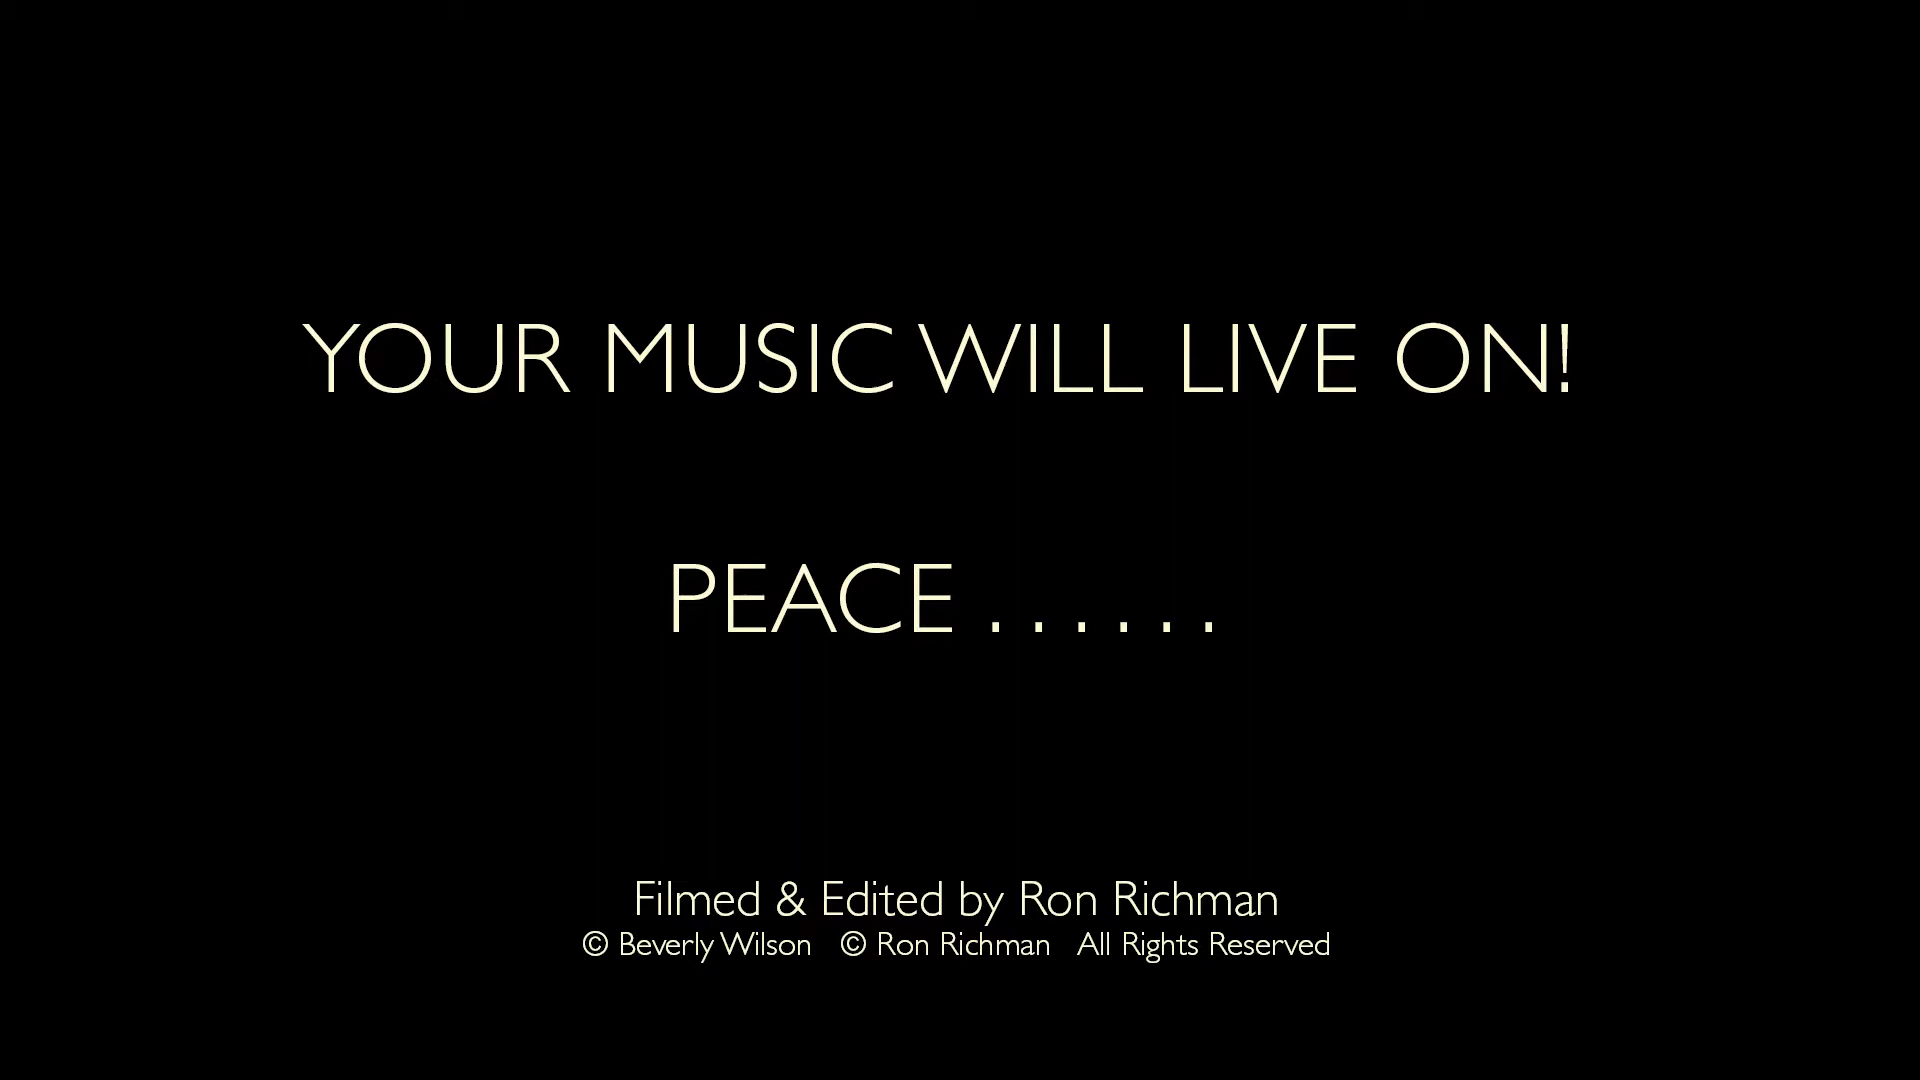 YOUR MUSIC WILL LIVE ON!
PEACE . . . . . .
Filmed & Edited by Ron Richman
© Beverly Wilson © Ron Richman All Rights Reserved